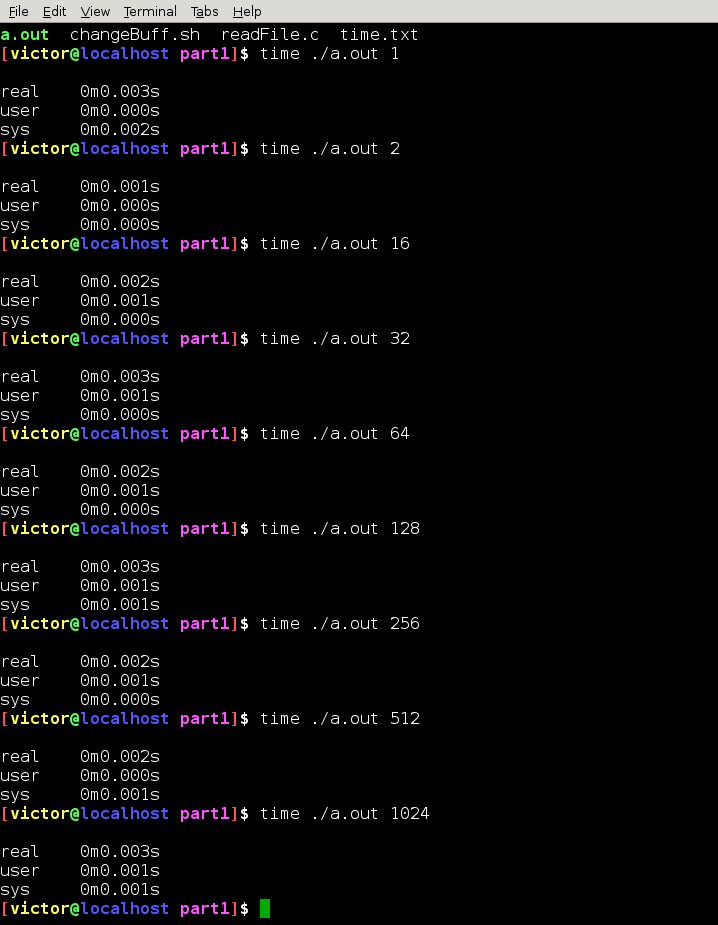 File Edit View Terminal Tabs Help
a.out changeBuff.sh readFile.c time.txt
[victor@localhost part1]$ time ./a.out 1
real 0m0.003s
user 0m0.000s
sys 0m0.002s
[victor@localhost part1]$ time ./a.out 2
real 0m0.001s
user 0m0.000s
sys 0m0.000s
[victor@localhost part1]$ time ./a.out 16
real 0m0.002s
user 0m0.001s
sys 0m0.000s
[victor@localhost part1]$ time ./a.out 32
real 0m0.003s
user 0m0.001s
sys 0m0.000s
[victor@localhost part1]$ time ./a.out 64
real 0m0.002s
user 0m0.001s
sys 0m0.000s
[victor@localhost part1]$ time ./a.out 128
real 0m0.003s
user 0m0.001s
sys 0m0.001s
[victor@localhost part1]$ time ./a.out 256
real 0m0.002s
user 0m0.001s
sys 0m0.000s
[victor@localhost part1]$ time ./a.out 512
real 0m0.002s
user 0m0.000s
sys 0m0.001s
[victor@localhost part1]$ time ./a.out 1024
real 0m0.003s
user 0m0.001s
sys 0m0.001s
[victor@localhost part1]$